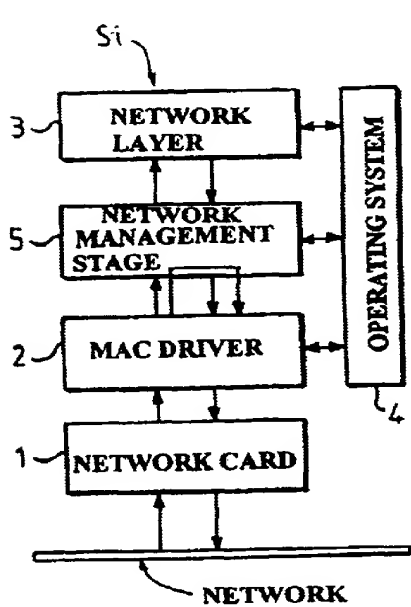 Si
3
NETWORK
LAYER
5
NETWORK
MANAGEMENT
STAGE
2
MAC DRIVER
1
NETWORK CARD
OPERATING SYSTEM
4
NETWORK